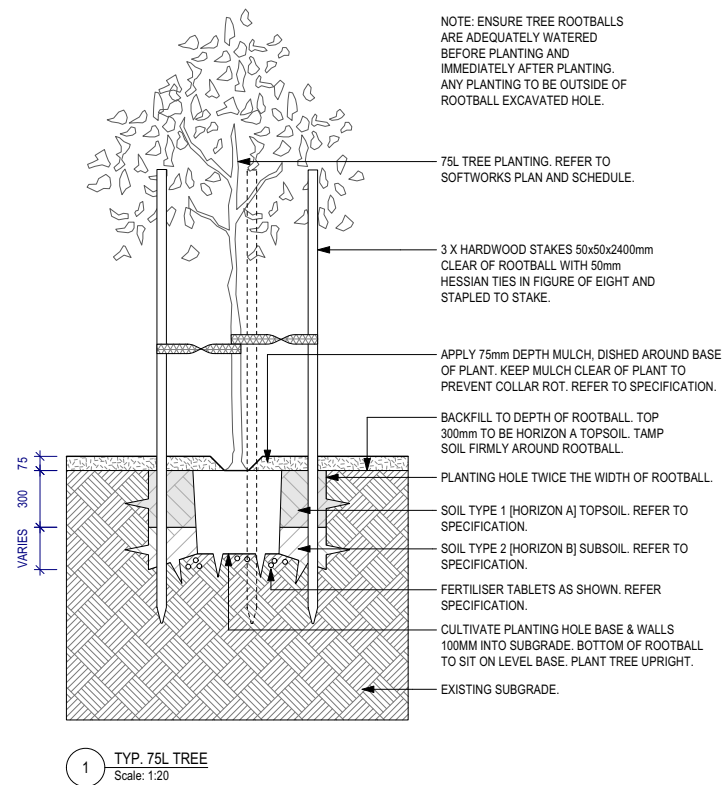 NOTE: ENSURE TREE ROOTBALLS
ARE ADEQUATELY WATERED
BEFORE PLANTING AND
IMMEDIATELY AFTER PLANTING.
ANY PLANTING TO BE OUTSIDE OF
ROOTBALL EXCAVATED HOLE.
75L TREE PLANTING. REFER TO
SOFTWORKS PLAN AND SCHEDULE.
3 X HARDWOOD STAKES 50x50x2400mm
CLEAR OF ROOTBALL WITH 50mm
HESSIAN TIES IN FIGURE OF EIGHT AND
STAPLED TO STAKE.
APPLY 75mm DEPTH MULCH, DISHED AROUND BASE
OF PLANT. KEEP MULCH CLEAR OF PLANT TO
PREVENT COLLAR ROT. REFER TO SPECIFICATION.
BACKFILL TO DEPTH OF ROOTBALL. TOP
300mm TO BE HORIZON A TOPSOIL. TAMP
SOIL FIRMLY AROUND ROOTBALL.
PLANTING HOLE TWICE THE WIDTH OF ROOTBALL.
SOIL TYPE 1 [HORIZON A] TOPSOIL. REFER TO
SPECIFICATION.
SOIL TYPE 2 [HORIZON B] SUBSOIL. REFER TO
SPECIFICATION.
FERTILISER TABLETS AS SHOWN. REFER
SPECIFICATION.
CULTIVATE PLANTING HOLE BASE & WALLS
100MM INTO SUBGRADE. BOTTOM OF ROOTBALL
TO SIT ON LEVEL BASE. PLANT TREE UPRIGHT.
EXISTING SUBGRADE.
75
300
VARIES
1
TYP. 75L TREE
Scale: 1:20